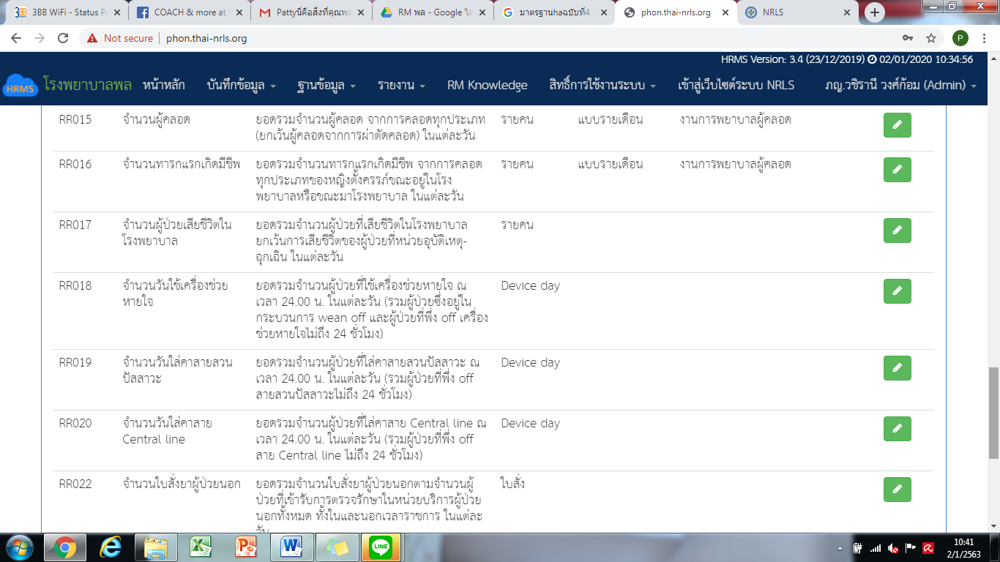 3BB WiFi - Status P
COACH & more at
Pattyนี่คือสิ่งที่คุณพล
RM พล - Google ไ
มาตรฐานhaฉบับที่4
phon.thai-nrls.org
NRLS
Not secure | phon.thai-nrls.org
P
HRMS Version: 3.4 (23/12/2019) 02/01/2020 10:34:56
HRMS โรงพยาบาลพล หน้าหลัก บันทึกข้อมูล ฐานข้อมูล รายงาน RM Knowledge สิทธิ์การใช้งานระบบ เข้าสู่เว็บไซต์ระบบ NRLS ภญ.วชิรานี วงศ์ก้อม (Admin)
RR015 จำนวนผู้คลอด ยอดรวมจำนวนผู้คลอด จากการคลอดทุกประเภท รายคน แบบรายเดือน งานการพยาบาลผู้คลอด
(ยกเว้นผู้คลอดจากการผ่าตัดคลอด) ในแต่ละวัน
RR016 จำนวนทารกแรกเกิดมีชีพ ยอดรวมจำนวนทารกแรกเกิดมีชีพ จากการคลอด รายคน แบบรายเดือน งานการพยาบาลผู้คลอด
ทุกประเภทของหญิงตั้งครรภ์ขณะอยู่ในโรง
พยาบาลหรือขณะมาโรงพยาบาล ในแต่ละวัน
RR017 จำนวนผู้ป่วยเสียชีวิตใน ยอดรวมจำนวนผู้ป่วยที่เสียชีวิตในโรงพยาบาล รายคน
โรงพยาบาล ยกเว้นการเสียชีวิตของผู้ป่วยที่หน่วยอุบัติเหตุ-
ฉุกเฉิน ในแต่ละวัน
RR018 จำนวนวันใช้เครื่องช่วย ยอดรวมจำนวนผู้ป่วยที่ใช้เครื่องช่วยหายใจ ณ Device day
หายใจ เวลา 24.00 น. ในแต่ละวัน (รวมผู้ป่วยซึ่งอยู่ใน
กระบวนการ wean off และผู้ป่วยที่พึ่ง off เครื่อง
ช่วยหายใจไม่ถึง 24 ชั่วโมง)
RR019 จำนวนวันใส่คาสายสวน ยอดรวมจำนวนผู้ป่วยที่ใส่คาสายสวนปัสสาวะ ณ Device day
ปัสสาวะ เวลา 24.00 น. ในแต่ละวัน (รวมผู้ป่วยที่พึ่ง off
สายสวนปัสสาวะไม่ถึง 24 ชั่วโมง)
RR020 จำนวนวันใส่คาสาย ยอดรวมจำนวนผู้ป่วยที่ใส่คาสาย Central line ณ Device day
Central line เวลา 24.00 น. ในแต่ละวัน (รวมผู้ป่วยที่พึ่ง off
สาย Central line ไม่ถึง 24 ชั่วโมง)
RR022 จำนวนใบสั่งยาผู้ป่วยนอก ยอดรวมจำนวนใบสั่งยาผู้ป่วยนอกตามจำนวนผู้ ใบสั่ง
ป่วยที่เข้ารับการตรวจรักษาในหน่วยบริการผู้ป่วย
นอกทั้งหมด ทั้งในและนอกเวลาราชการ ในแต่ละ
วัน
LINE
10:41
2/1/2563